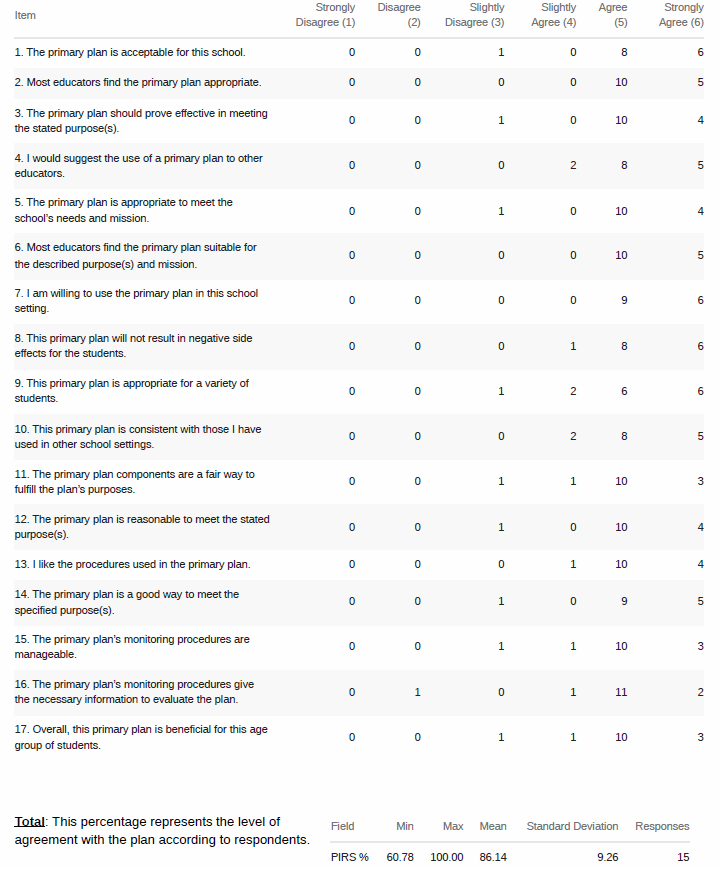 Item Strongly Disagree (1) Disagree (2) Slightly Disagree (3) Slightly Agree (4) Agree (5) Strongly Agree (6)
1. The primary plan is acceptable for this school. 0 0 1 0 8 6
2. Most educators find the primary plan appropriate. 0 0 0 0 10 5
3. The primary plan should prove effective in meeting
the stated purpose(s). 0 0 1 0 10 4
4. I would suggest the use of a primary plan to other
educators. 0 0 0 2 8 5
5. The primary plan is appropriate to meet the
school's needs and mission. 0 0 1 0 10 4
6. Most educators find the primary plan suitable for
the described purpose(s) and mission. 0 0 0 0 10 5
7. I am willing to use the primary plan in this school
setting. 0 0 0 0 9 6
8. This primary plan will not result in negative side
effects for the students. 0 0 0 1 8 6
9. This primary plan is appropriate for a variety of
students. 0 0 1 2 6 6
10. This primary plan is consistent with those I have
used in other school settings. 0 0 0 2 8 5
11. The primary plan components are a fair way to
fulfill the plan's purposes. 0 0 1 1 10 3
12. The primary plan is reasonable to meet the stated
purpose(s). 0 0 1 0 10 4
13. I like the procedures used in the primary plan. 0 0 0 1 10 4
14. The primary plan is a good way to meet the
specified purpose(s). 0 0 1 0 9 5
15. The primary plan's monitoring procedures are
manageable. 0 0 1 1 10 3
16. The primary plan's monitoring procedures give
the necessary information to evaluate the plan. 0 1 0 1 11 2
17. Overall, this primary plan is beneficial for this age
group of students. 0 0 1 1 10 3
Total: This percentage represents the level of
agreement with the plan according to respondents.
Field Min Max Mean Standard Deviation Responses
PIRS % 60.78 100.00 86.14 9.26 15